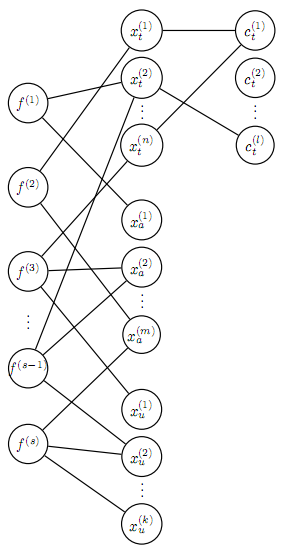 x_t^{(1)} c_t^{(1)}
x_t^{(2)} c_t^{(2)}
f^{(1)} ⋮ ⋮
x_t^{(n)} c_t^{(l)}
f^{(2)}
x_a^{(1)}
f^{(3)} x_a^{(2)}
⋮ ⋮
x_a^{(m)}
f^{(s-1)}
x_u^{(1)}
f^{(s)} x_u^{(2)}
⋮
x_u^{(k)}